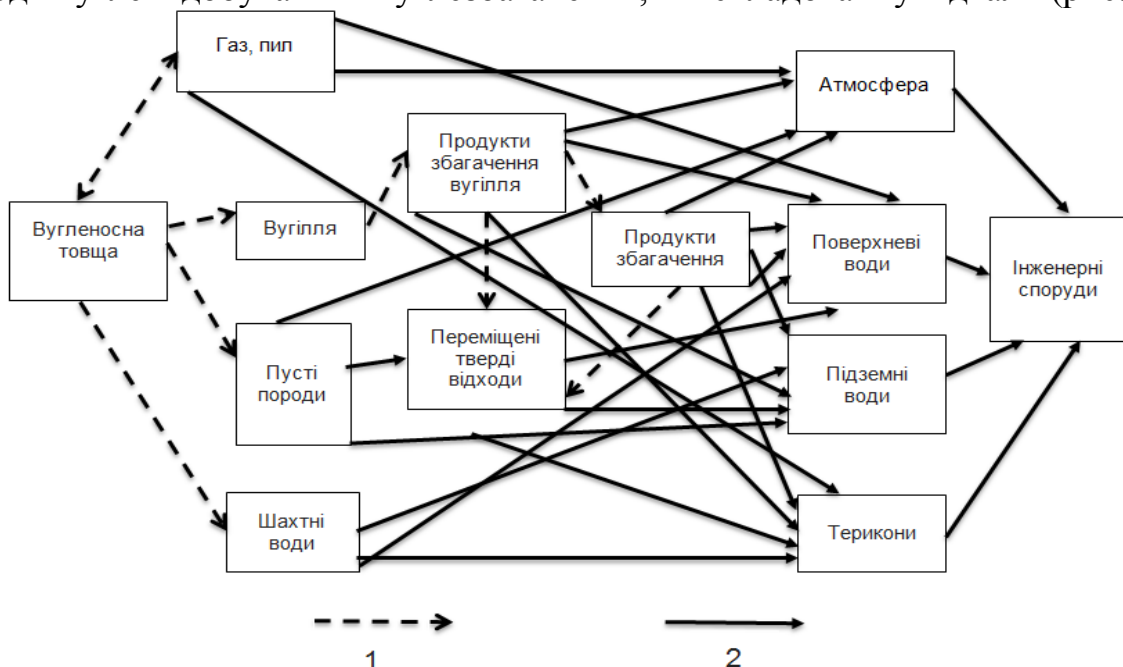 Газ, пил
Атмосфера
Продукти
збагачення
вугілля
Вугленосна
товща
Вугілля
Продукти
збагачення
Поверхневі
води
Інженерні
споруди
Пусті
породи
Переміщені
тверді
відходи
Підземні
води
Шахтні
води
Терикони
1
2